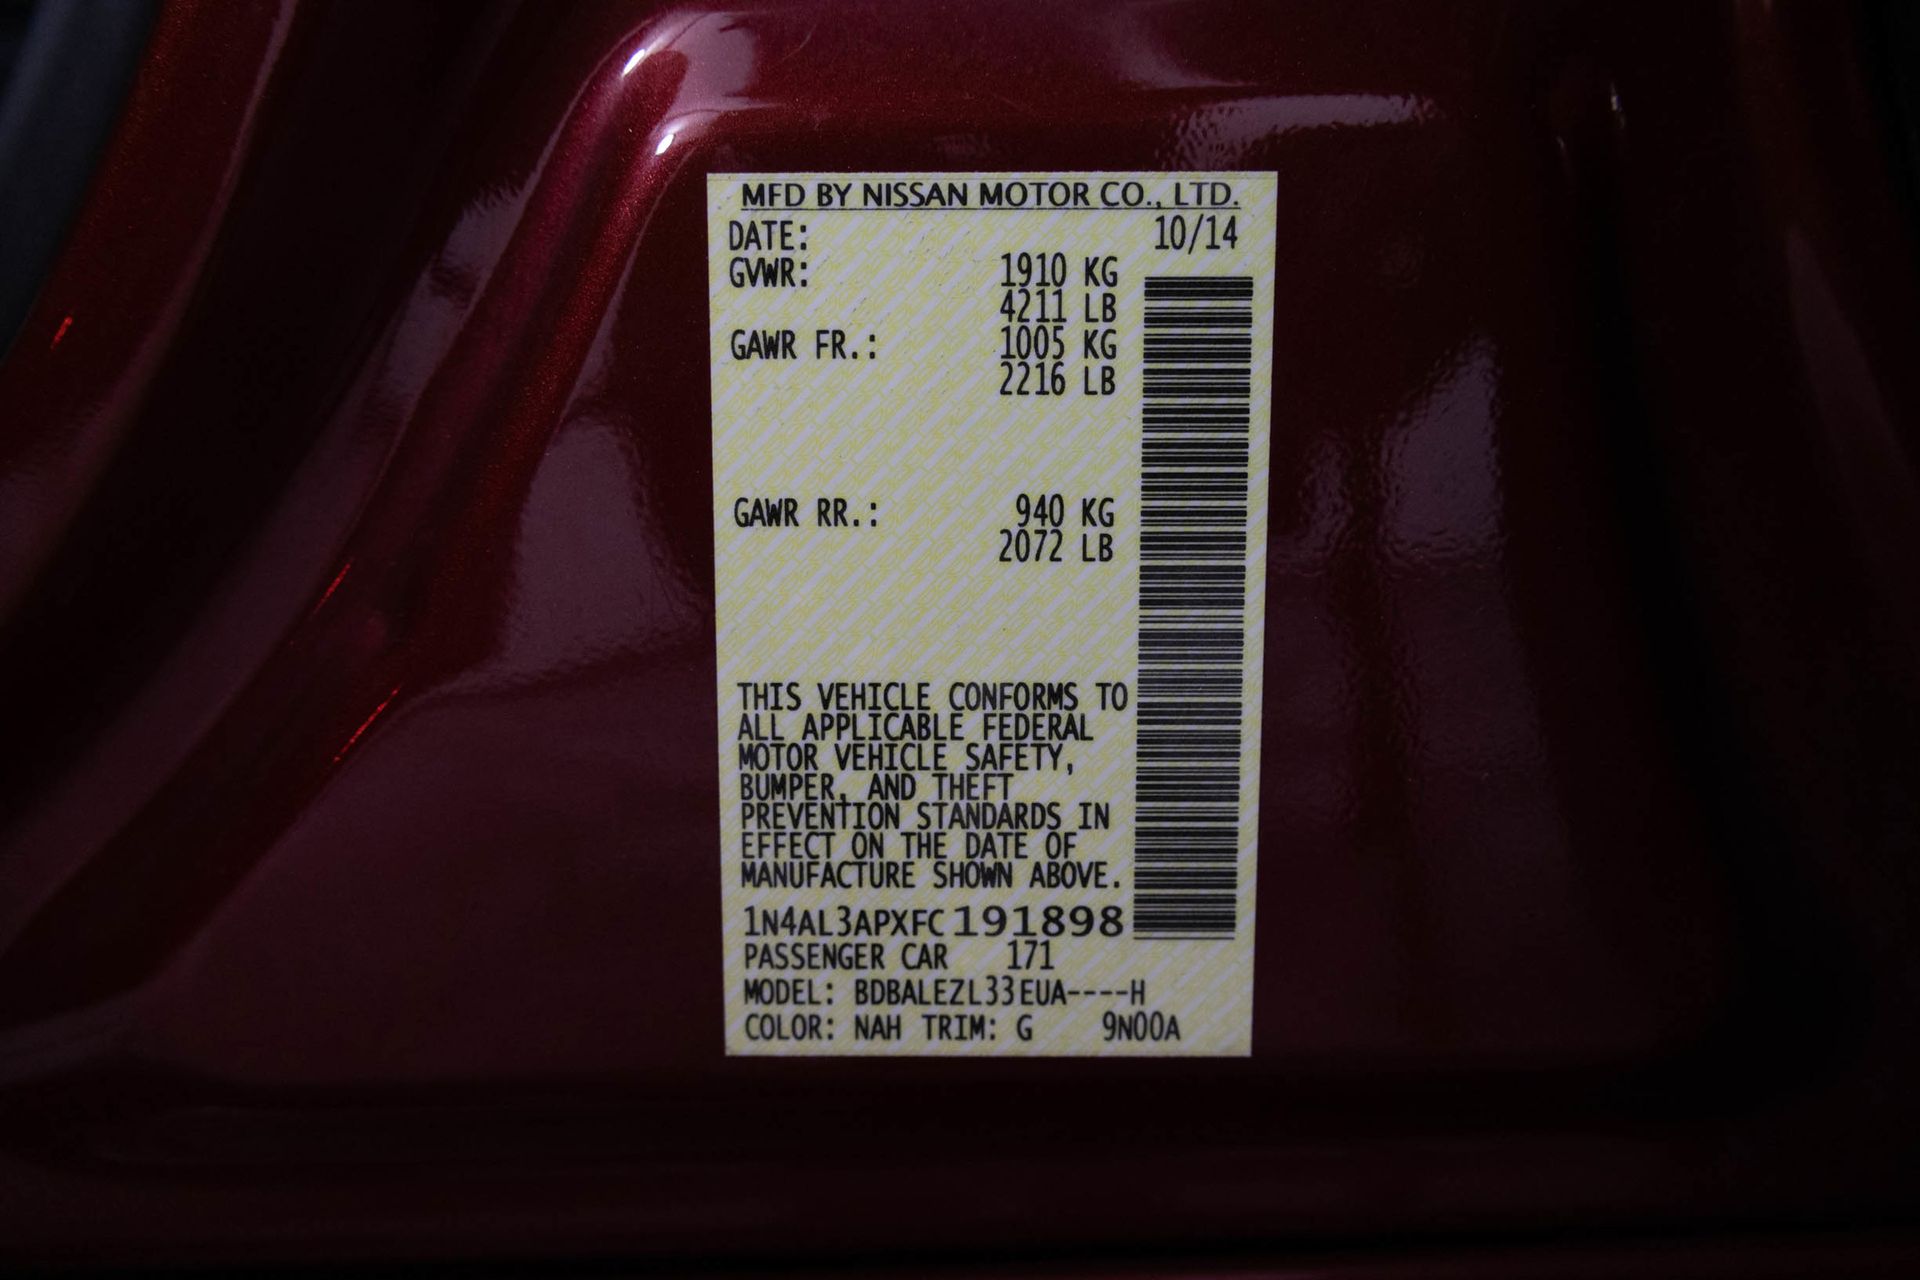 MFD BY NISSAN MOTOR CO., LTD.
DATE: 10/14
GVWR: 1910 KG
4211 LB
GAWR FR.: 1005 KG
2216 LB
GAWR RR.: 940 KG
2072 LB
THIS VEHICLE CONFORMS TO
ALL APPLICABLE FEDERAL
MOTOR VEHICLE SAFETY,
BUMPER, AND THEFT
PREVENTION STANDARDS IN
EFFECT ON THE DATE OF
MANUFACTURE SHOWN ABOVE.
1N4AL3APXFC191898
PASSENGER CAR 171
MODEL: BDBALEZL33EUA----H
COLOR: NAH TRIM: G 9N00A